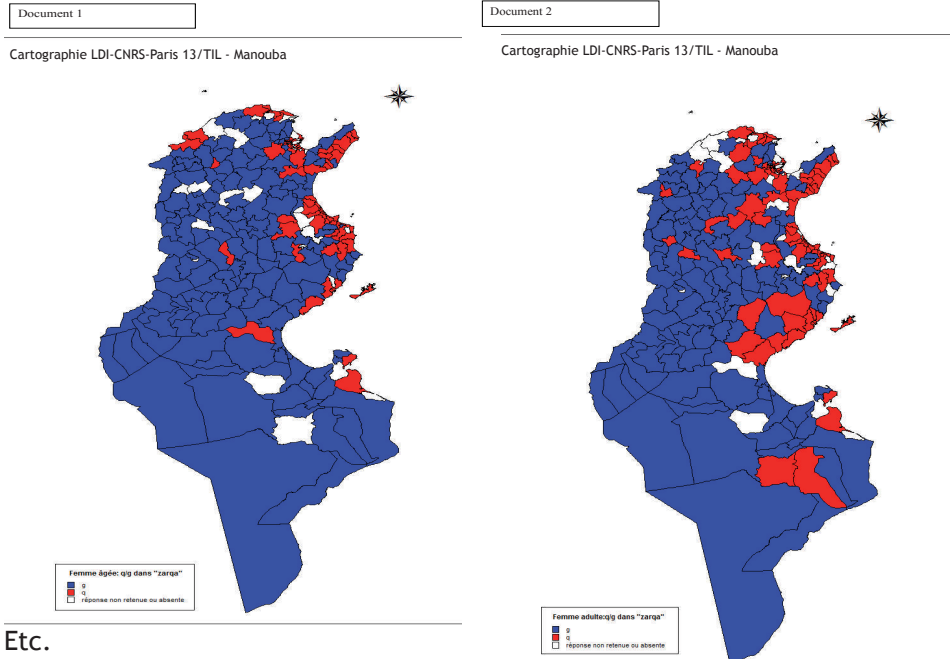 Document 1
Cartographie LDI-CNRS-Paris 13/TIL - Manouba
Femme âgée: q/g dans "zarqa"
g
q
réponse non retenue ou absente
Etc.
Document 2
Cartographie LDI-CNRS-Paris 13/TIL - Manouba
Femme adulte:q/g dans "zarqa"
g
q
réponse non retenue ou absente